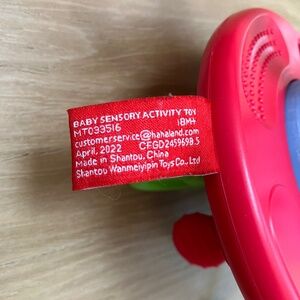 BABY SENSORY ACTIVITY TOY
MT093516 18M+
customerservice@hahaland.com
April, 2022 CFGD2459698.5
Made in Shantou, China
Shantou Wanmeiyipin Toys Co., Ltd